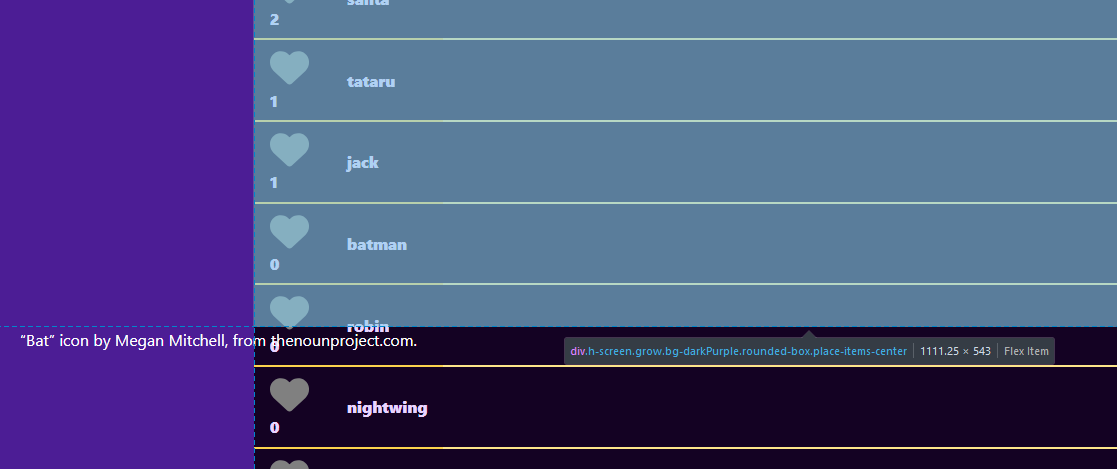 santa
2
tataru
1
jack
1
batman
0
robin
0
“Bat” icon by Megan Mitchell, from thenounproject.com.
div.h-screen.grow.bg-darkPurple.rounded-box.place-items-center 1111.25 × 543 Flex Item
nightwing
0